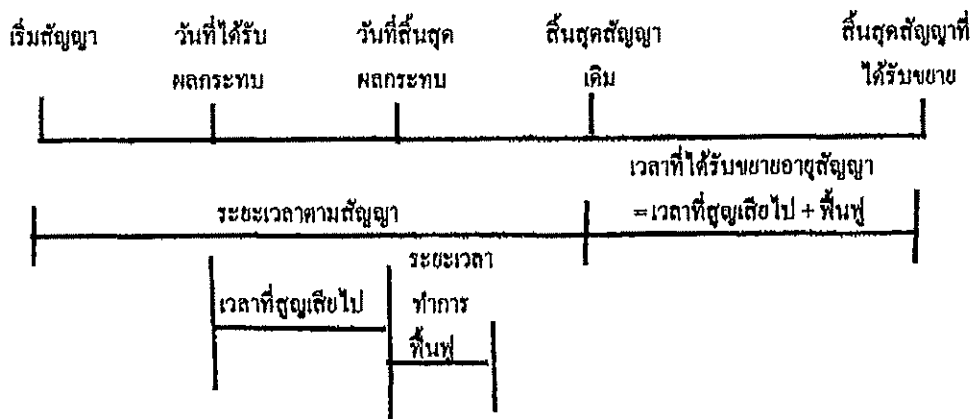 เริ่มสัญญา
วันที่ได้รับ
ผลกระทบ
วันที่สิ้นสุด
ผลกระทบ
สิ้นสุดสัญญา
เดิม
สิ้นสุดสัญญาที่
ได้รับขยาย
เวลาที่ได้รับขยายอายุสัญญา
=เวลาที่สูญเสียไป + ฟื้นฟู
ระยะเวลาตามสัญญา
เวลาที่สูญเสียไป
ระยะเวลา
ทำการ
ฟื้นฟู